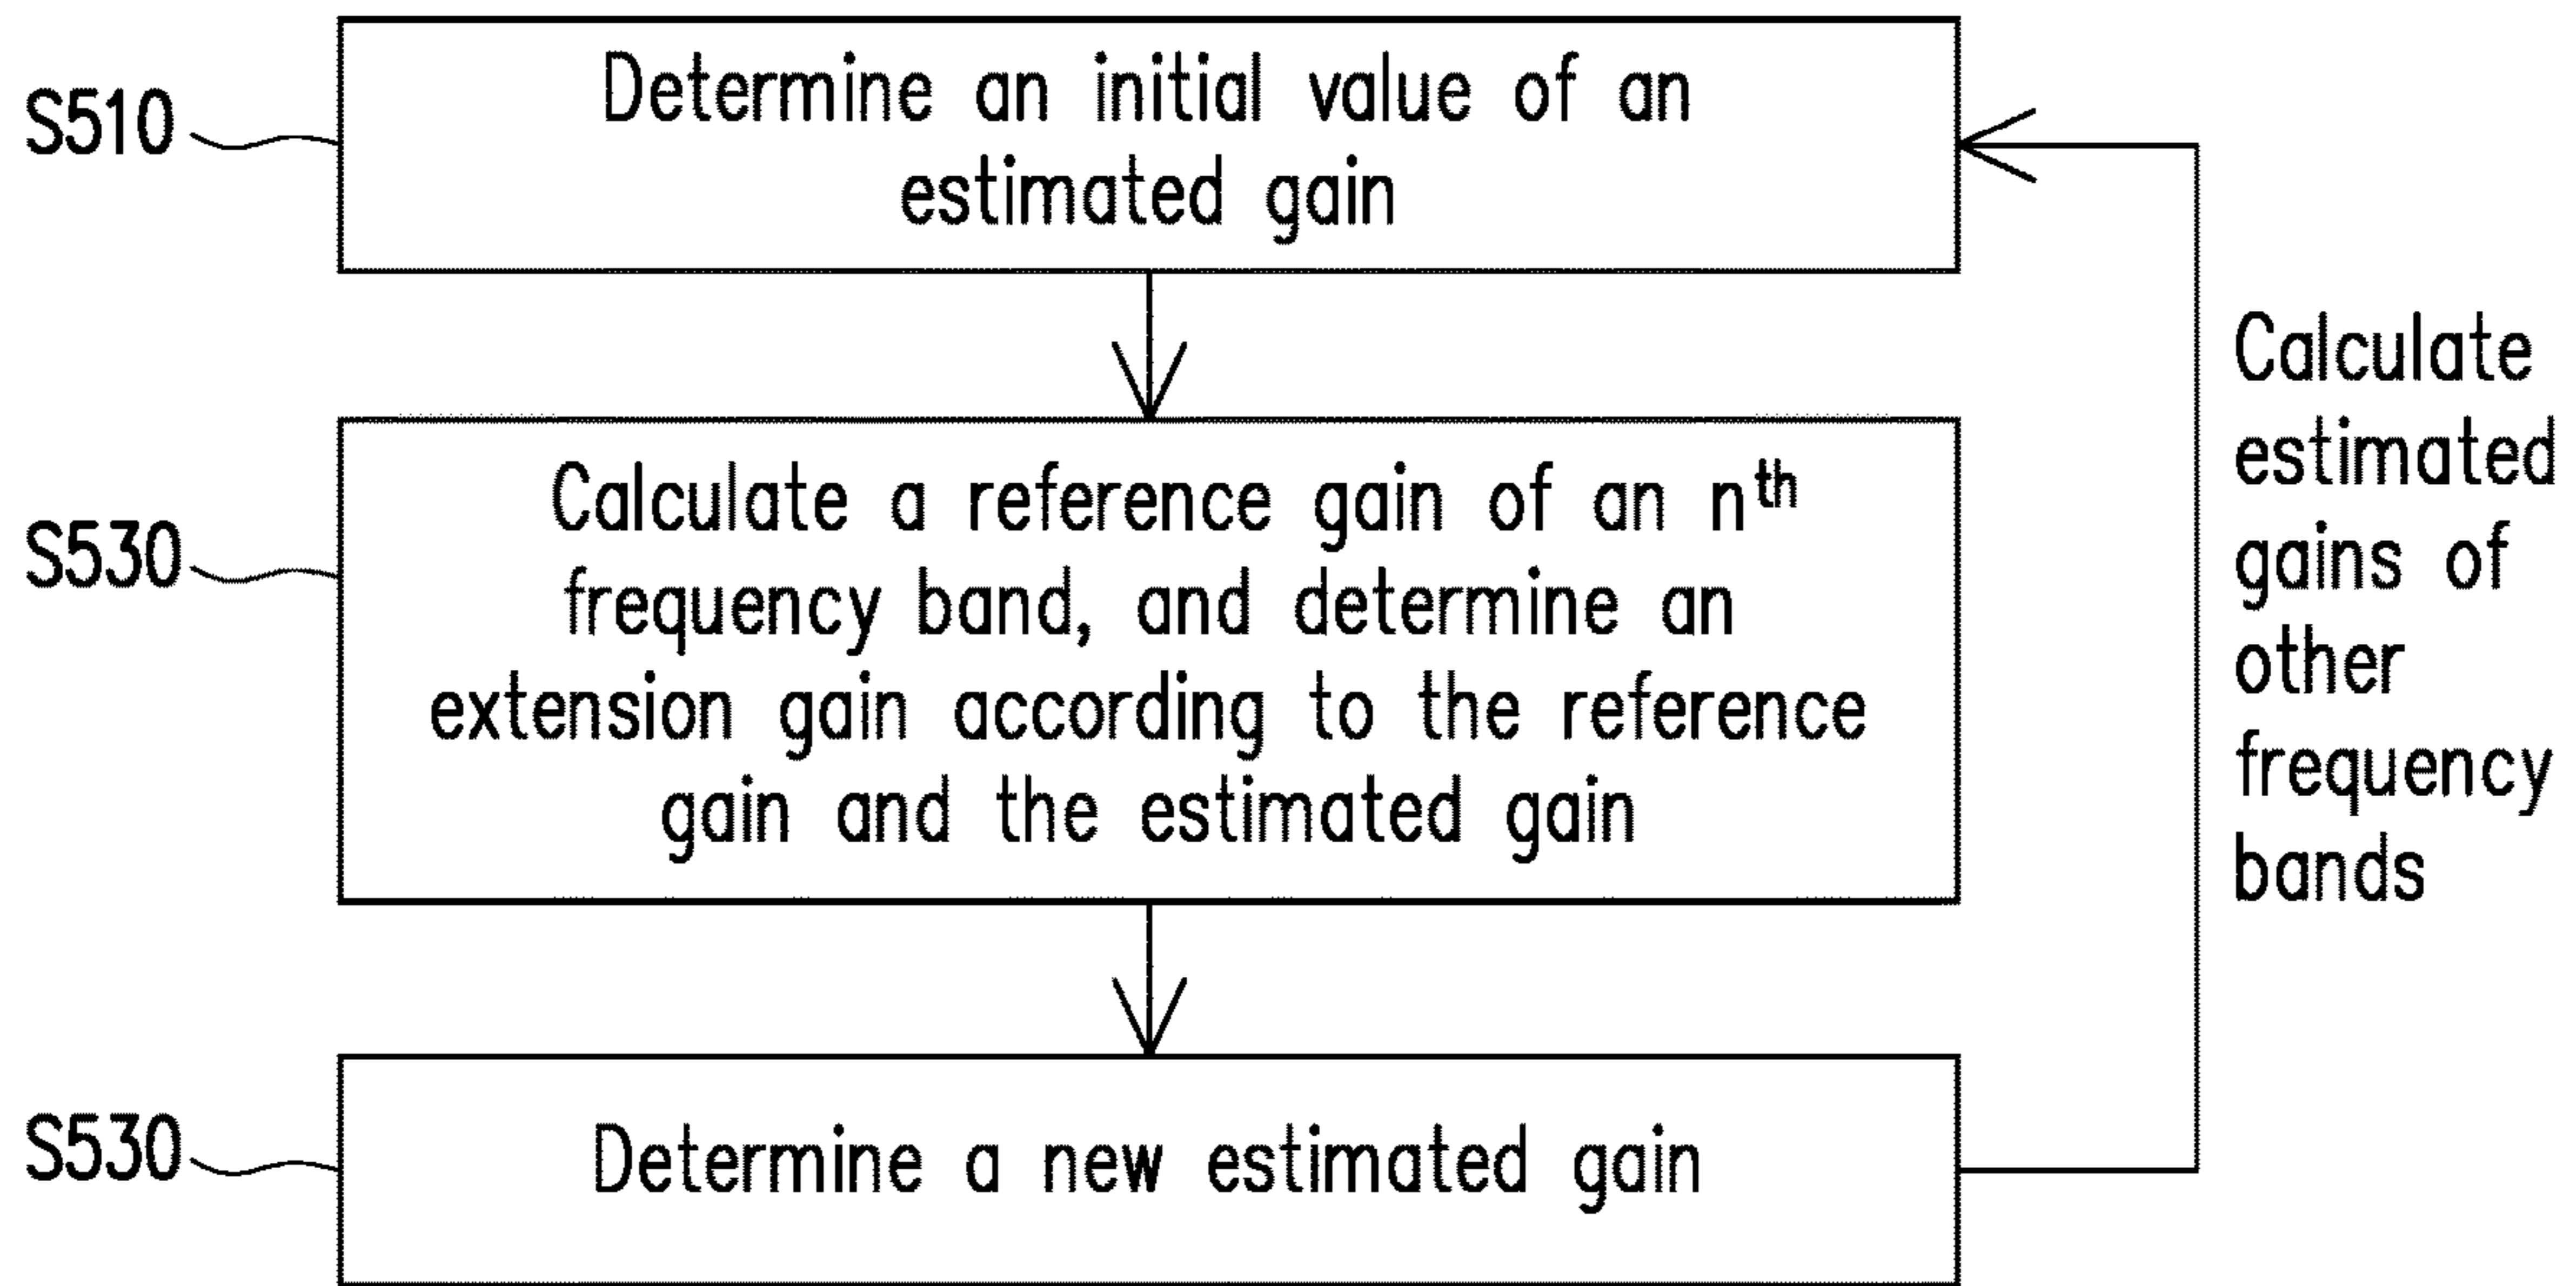 S510
Determine an initial value of an
estimated gain
S530
Calculate a reference gain of an nᵗʰ
frequency band, and determine an
extension gain according to the reference
gain and the estimated gain
S530
Determine a new estimated gain
Calculate
estimated
gains of
other
frequency
bands